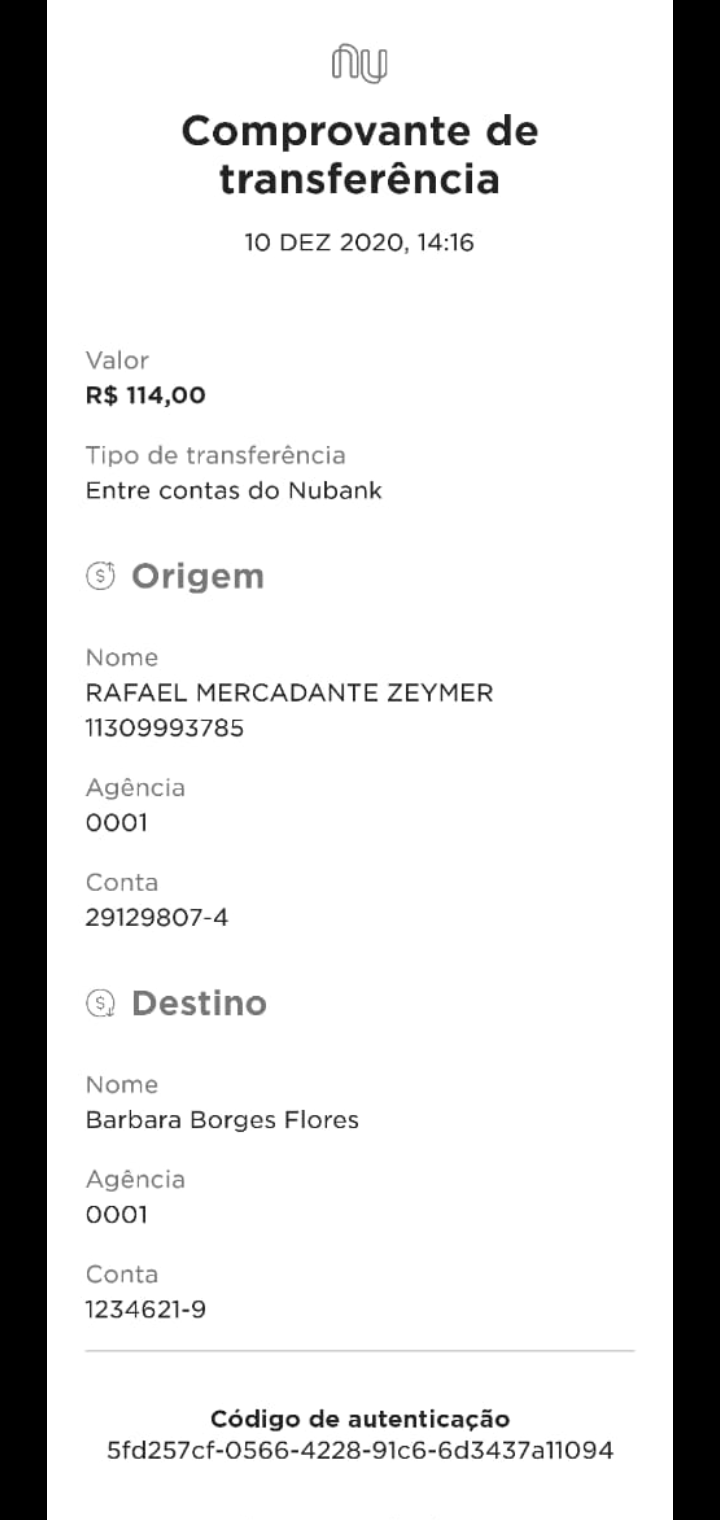 nu
Comprovante de
transferência
10 DEZ 2020, 14:16
Valor
R$ 114,00
Tipo de transferência
Entre contas do Nubank
Origem
Nome
RAFAEL MERCADANTE ZEYMER
11309993785
Agência
0001
Conta
29129807-4
Destino
Nome
Barbara Borges Flores
Agência
0001
Conta
1234621-9
Código de autenticação
5fd257cf-0566-4228-91c6-6d3437a11094